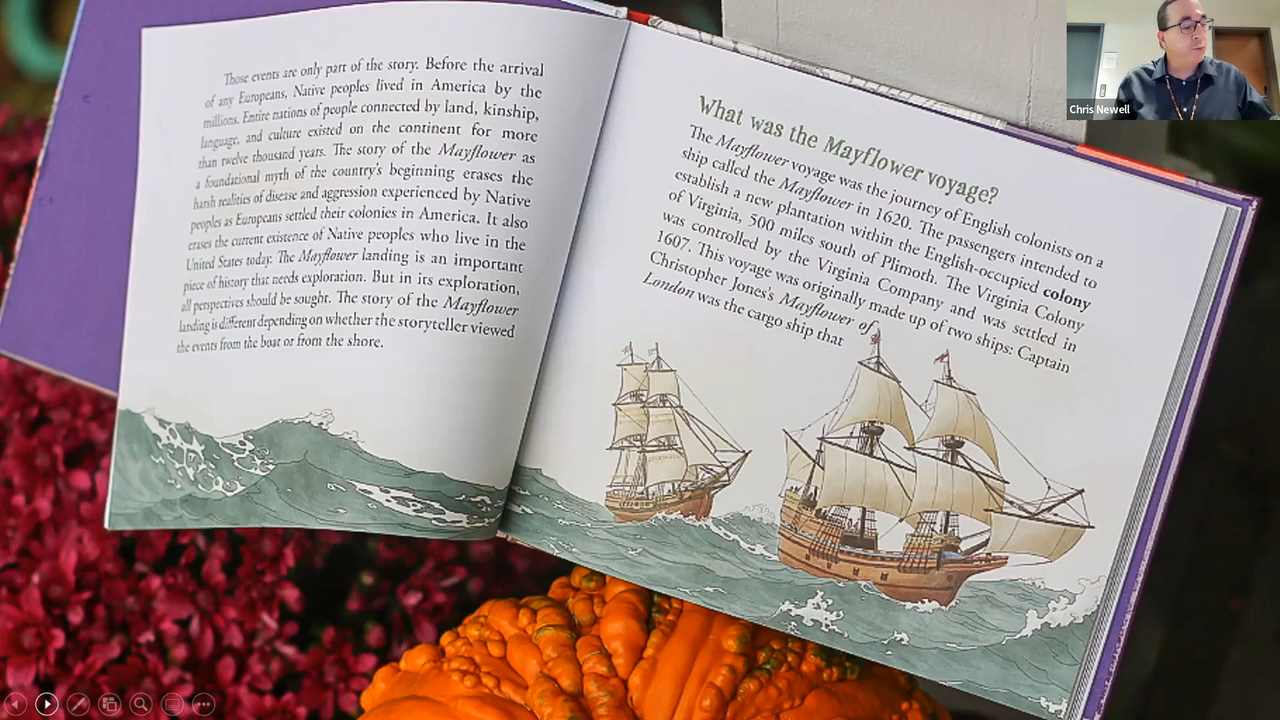 Those events are only part of the story. Before the arrival
of any Europeans, Native peoples lived in America by the
millions. Entire nations of people connected by land, kinship,
language, and culture existed on the continent for more
than twelve thousand years. The story of the Mayflower as
a foundational myth of the country's beginning erases the
harsh realities of disease and aggression experienced by Native
peoples as Europeans settled their colonies in America. It also
erases the current existence of Native peoples who live in the
United States today. The Mayflower landing is an important
piece of history that needs exploration. But in its exploration,
all perspectives should be sought. The story of the Mayflower
landing is different depending on whether the storyteller viewed
the events from the boat or from the shore.
What was the Mayflower voyage?
The Mayflower voyage was the journey of English colonists on a
ship called the Mayflower in 1620. The passengers intended to
establish a new plantation within the English-occupied colony
of Virginia, 500 miles south of Plimoth. The Virginia Colony
was controlled by the Virginia Company and was settled in
1607. This voyage was originally made up of two ships: Captain
Christopher Jones's Mayflower of
London was the cargo ship that
Chris Newell